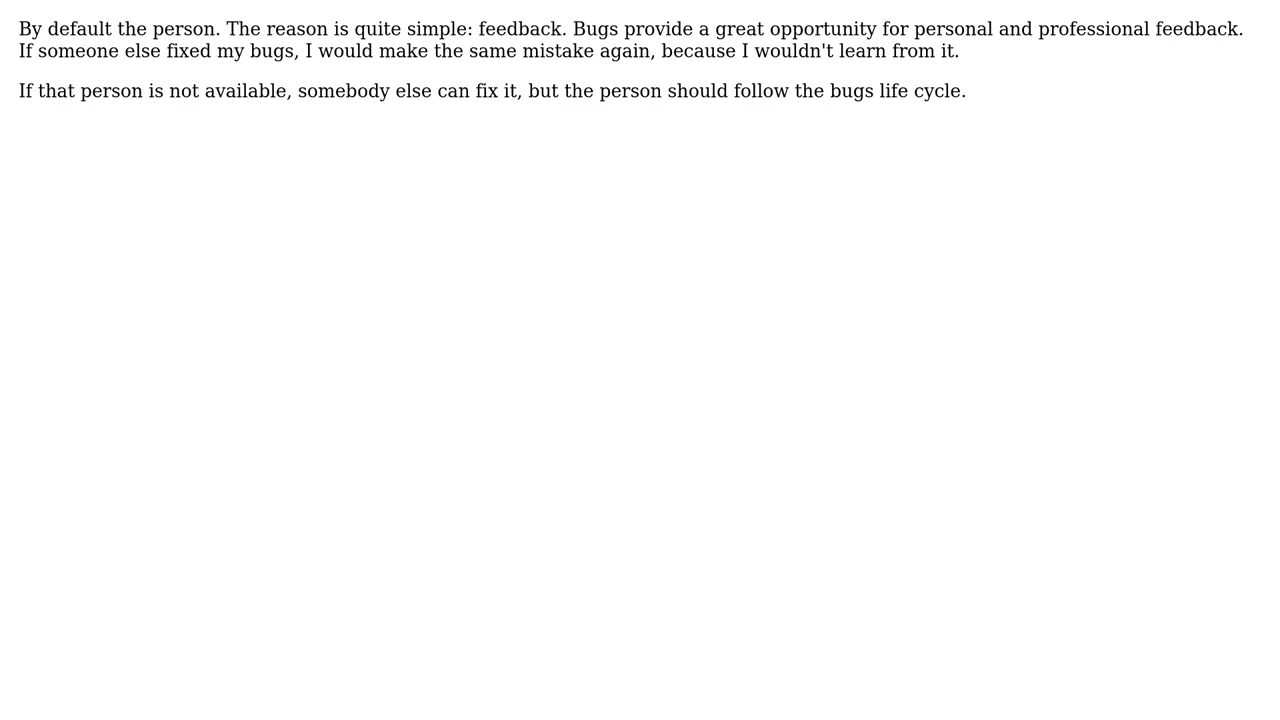 By default the person. The reason is quite simple: feedback. Bugs provide a great opportunity for personal and professional feedback.
If someone else fixed my bugs, I would make the same mistake again, because I wouldn't learn from it.
If that person is not available, somebody else can fix it, but the person should follow the bugs life cycle.